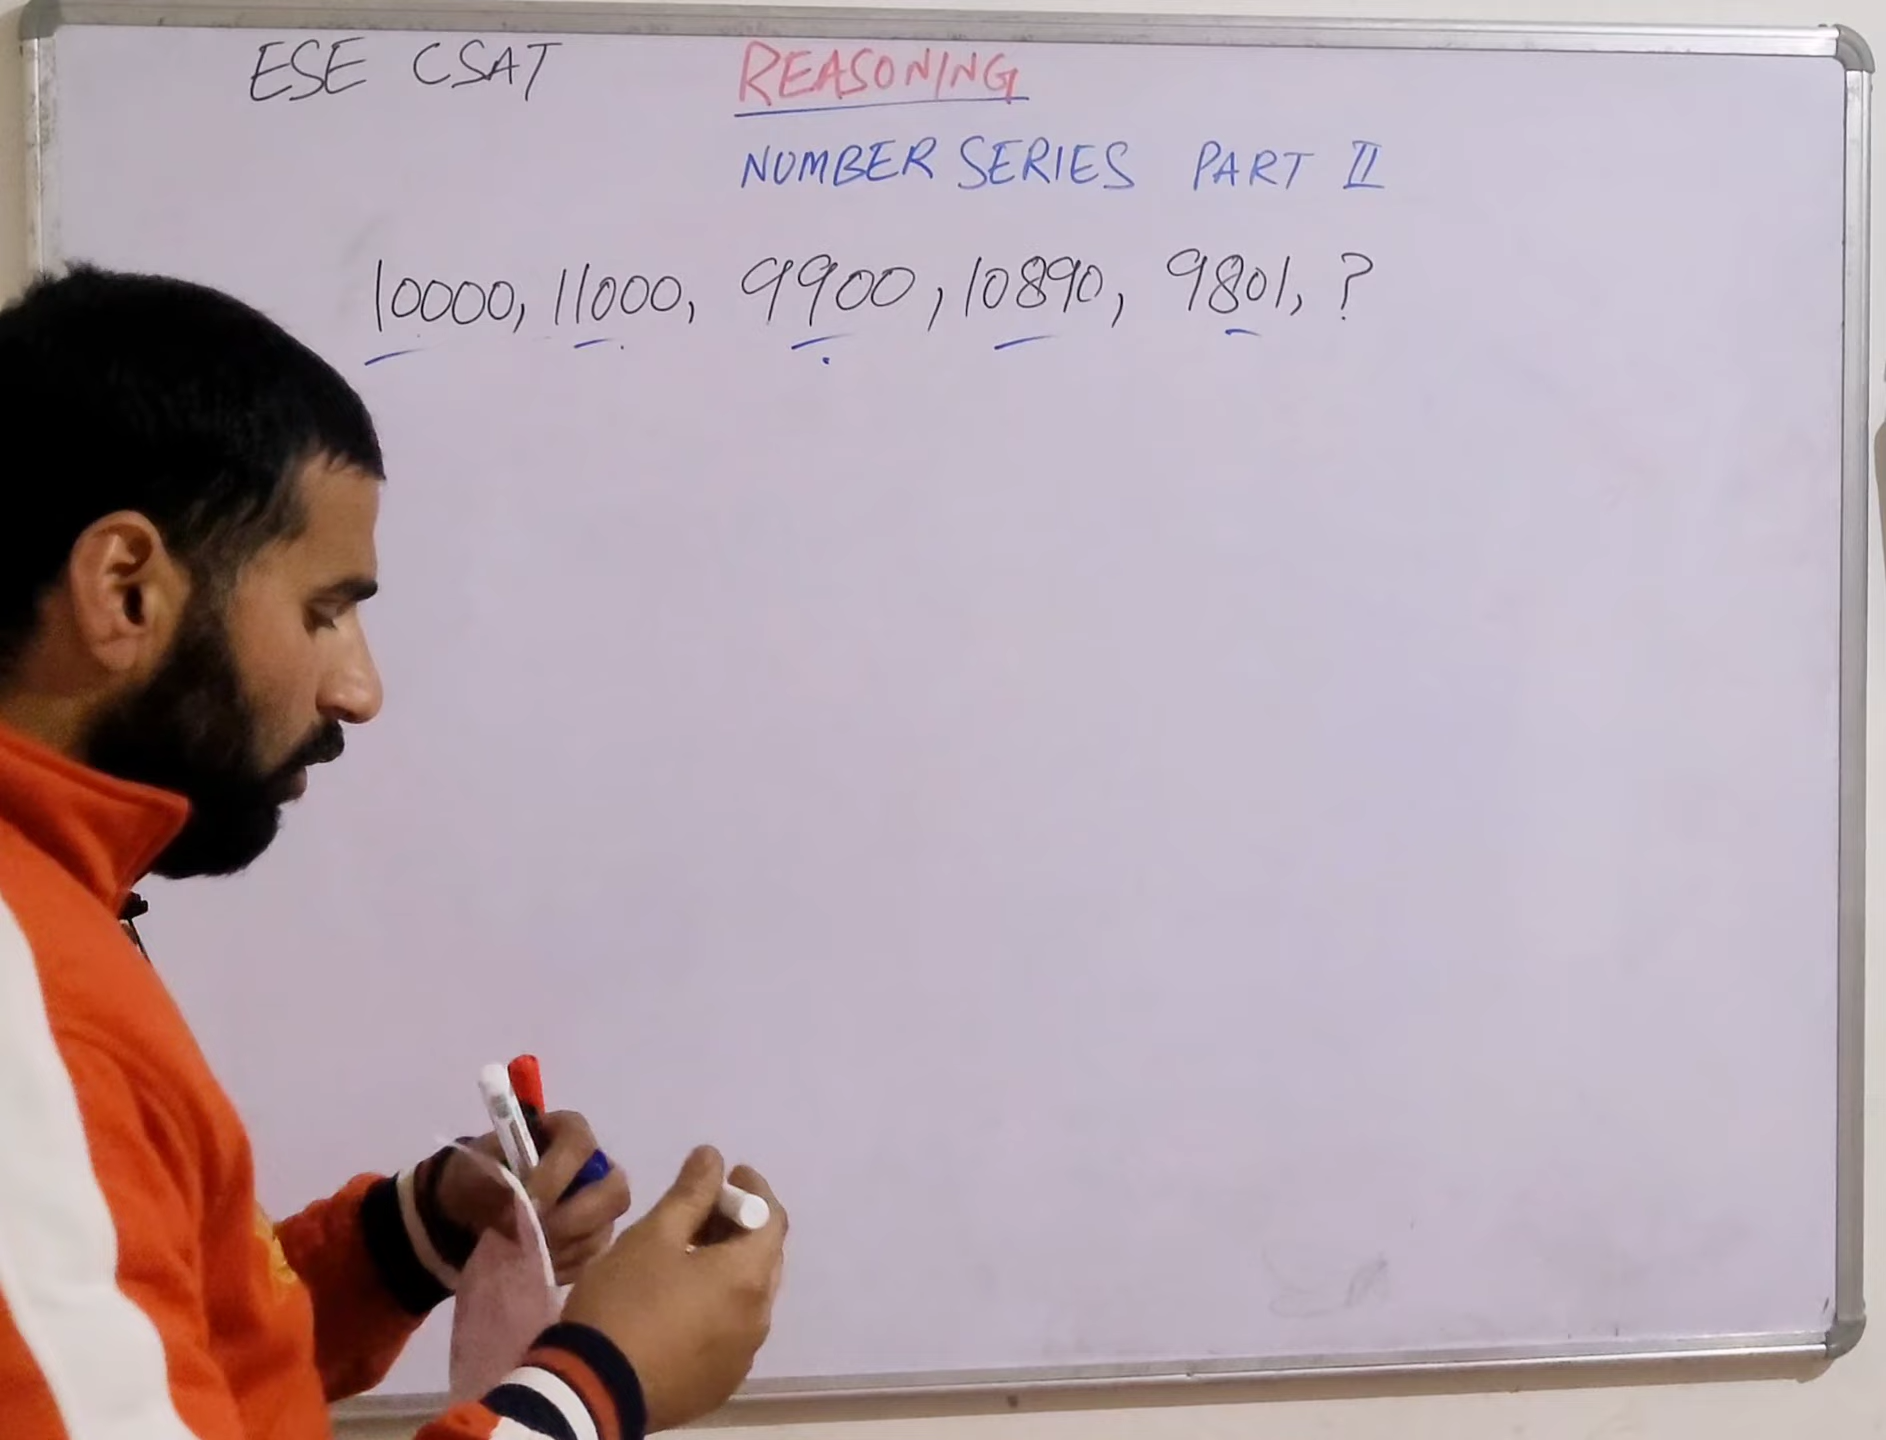 ESE CSAT REASONING
NUMBER SERIES PART II
10000, 11000, 9900, 10890, 9801, ?